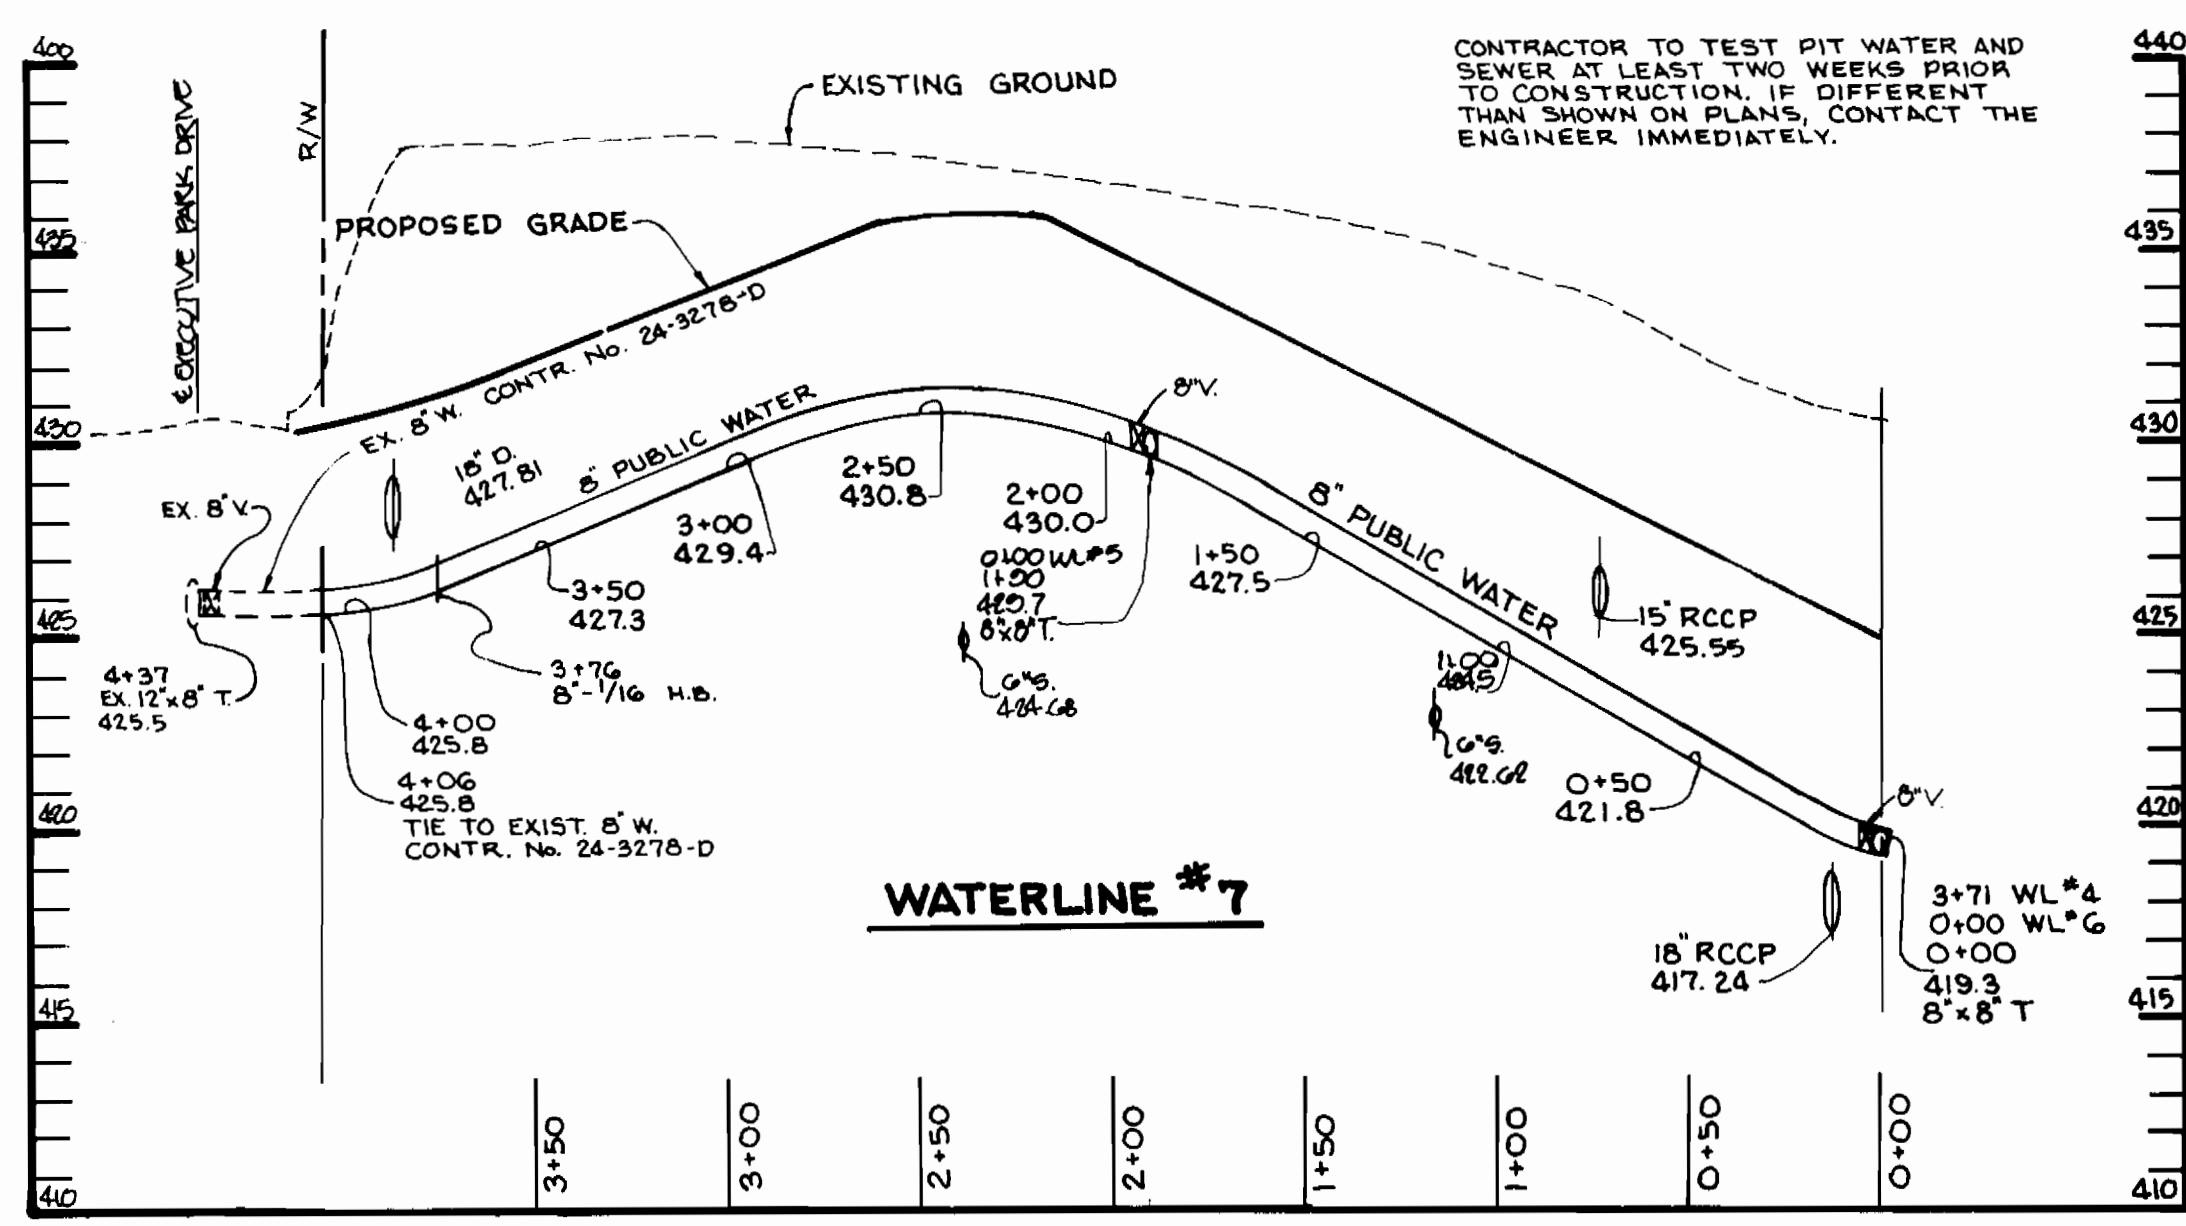 400
435
430
425
420
415
410
℄ EXECUTIVE PARK DRIVE
R/W
EXISTING GROUND
CONTRACTOR TO TEST PIT WATER AND
SEWER AT LEAST TWO WEEKS PRIOR
TO CONSTRUCTION. IF DIFFERENT
THAN SHOWN ON PLANS, CONTACT THE
ENGINEER IMMEDIATELY.
440
435
430
425
420
415
410
PROPOSED GRADE
EX. 8" W. CONTR. No. 24-3278-D
18" D.
427.81
8" PUBLIC WATER
EX. 8" V.
4+37
EX. 12"x8" T.
425.5
4+00
425.8
4+06
425.8
TIE TO EXIST. 8" W.
CONTR. No. 24-3278-D
3+76
8"-1/16 H.B.
3+50
427.3
3+00
429.4
2+50
430.8
2+00
430.0
0+00 WL#5
1+90
429.7
8"x8" T.
8" V.
6" S.
424.68
1+50
427.5
8" PUBLIC WATER
15" RCCP
425.55
1+00
424.5
6" S.
422.62
0+50
421.8
8" V.
18" RCCP
417.24
3+71 WL #4
0+00 WL #6
0+00
419.3
8"x8" T
WATERLINE #7
3+50
3+00
2+50
2+00
1+50
1+00
0+50
0+00